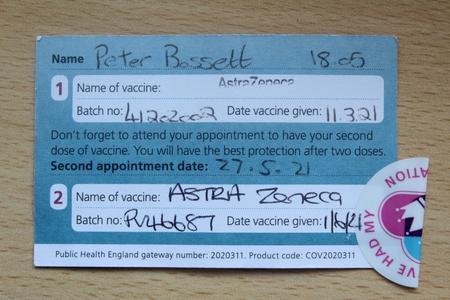 Name Peter Bassett 18.05
1 Name of vaccine: AstraZeneca
Batch no: 4120Z002 Date vaccine given: 11.3.21
Don't forget to attend your appointment to have your second
dose of vaccine. You will have the best protection after two doses.
Second appointment date: 27.5.21
2 Name of vaccine: ASTRA Zeneca
Batch no: PV46687 Date vaccine given: 1/6/21
Public Health England gateway number: 2020311. Product code: COV2020311
VE HAD MY
NATION